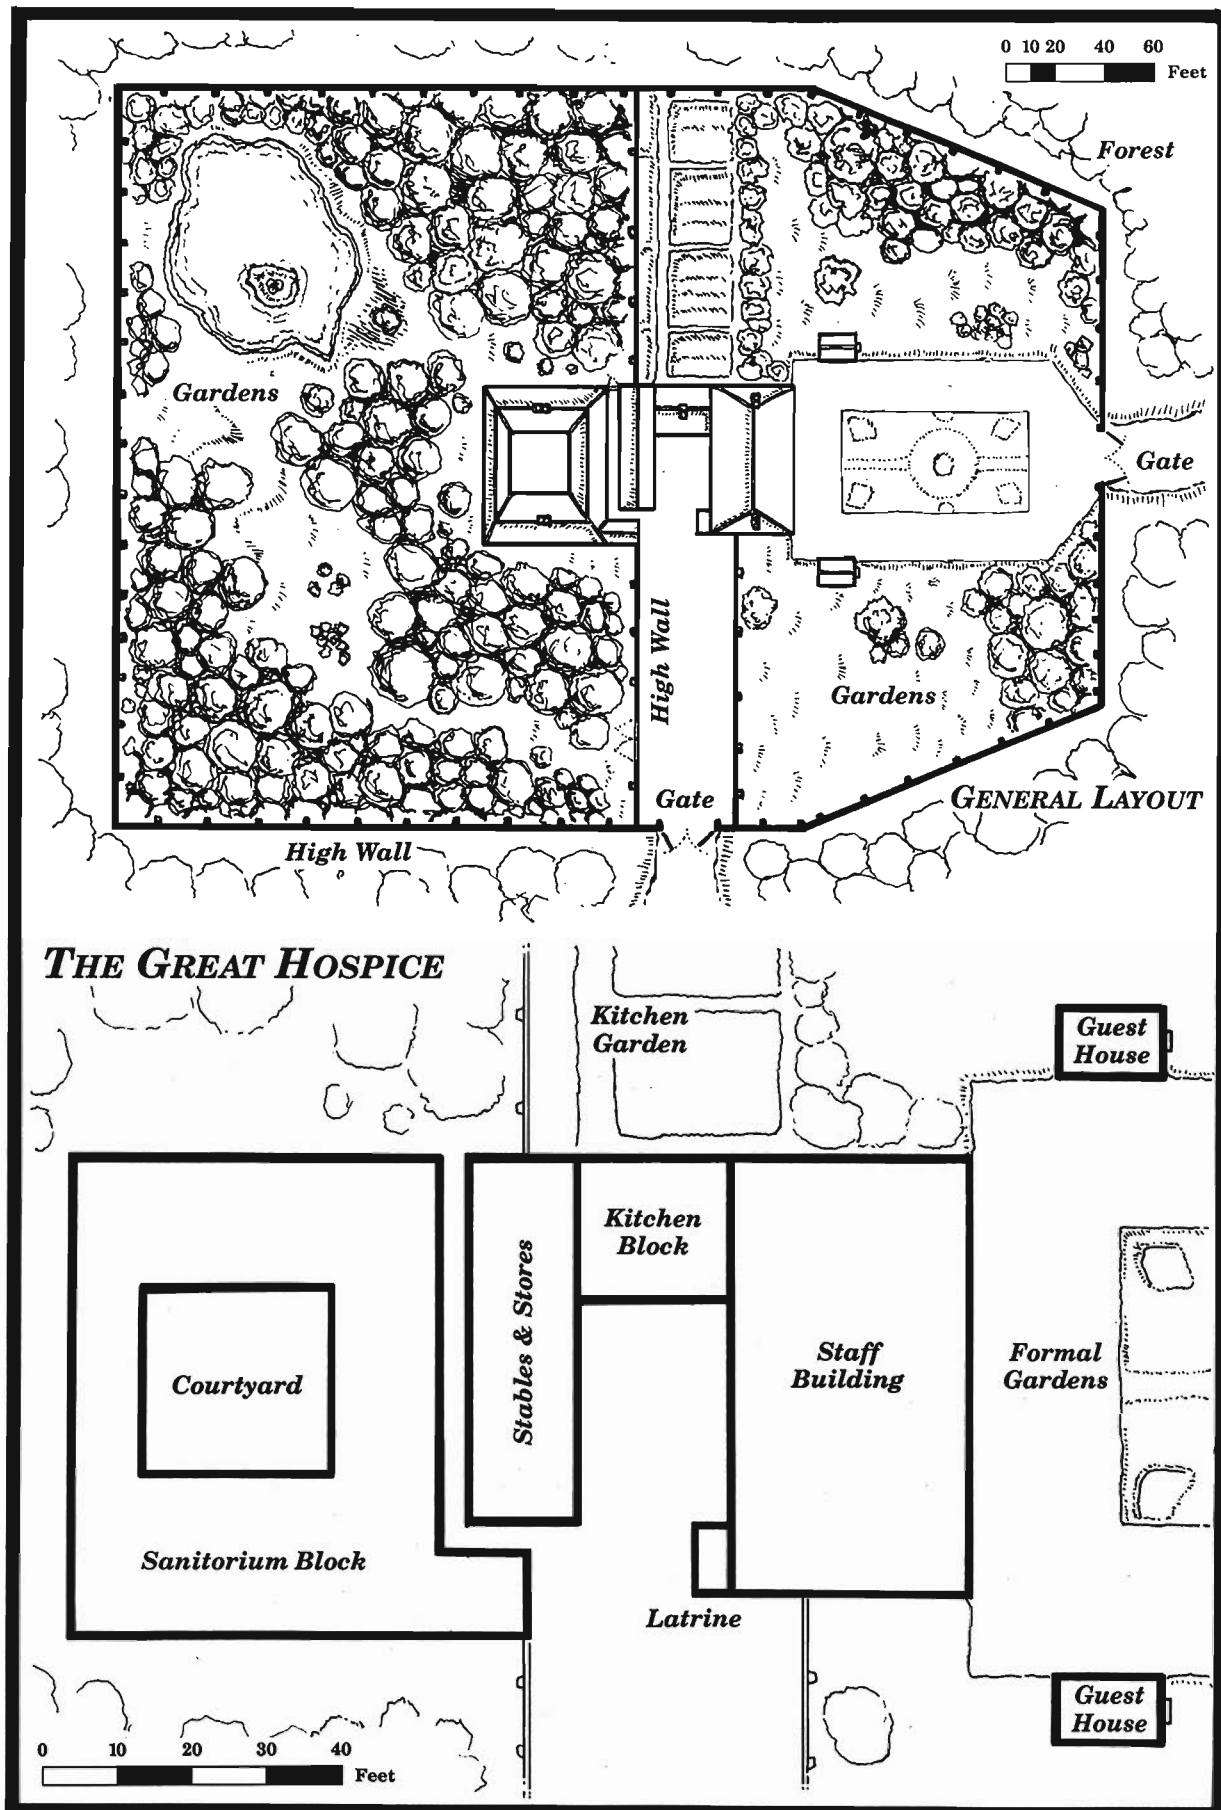 0 10 20 40 60
Feet
Forest
Gardens
Gate
High Wall
Gardens
Gate
GENERAL LAYOUT
High Wall
THE GREAT HOSPICE
Kitchen
Garden
Guest
House
Kitchen
Block
Stables & Stores
Courtyard
Staff
Building
Formal
Gardens
Sanitorium Block
Latrine
Guest
House
0 10 20 30 40
Feet